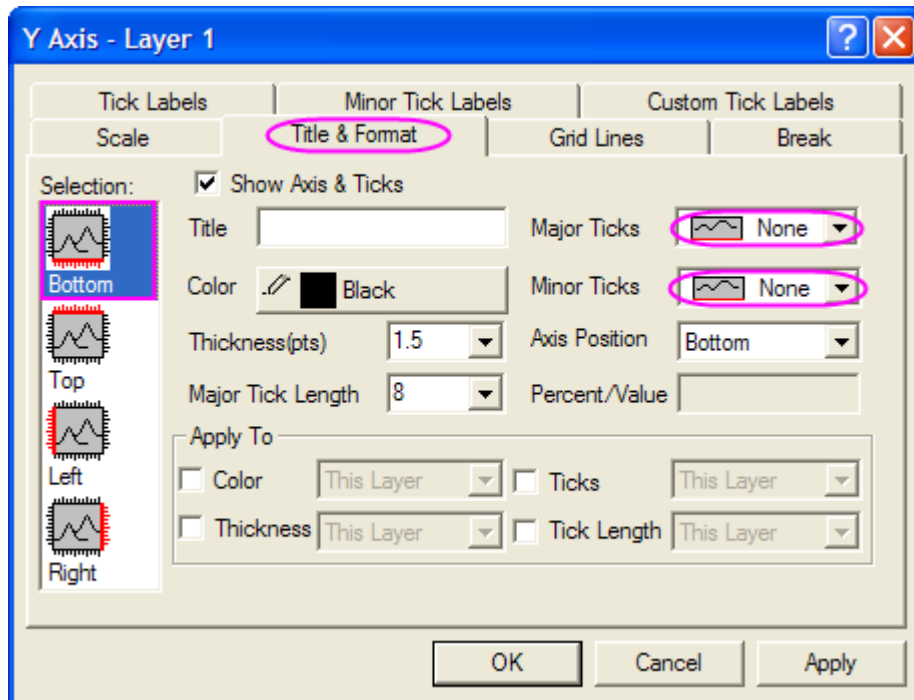 Y Axis - Layer 1
Tick Labels Minor Tick Labels Custom Tick Labels
Scale Title & Format Grid Lines Break
Selection:
Bottom
Top
Left
Right
Show Axis & Ticks
Title Major Ticks None
Color Black Minor Ticks None
Thickness(pts) 1.5 Axis Position Bottom
Major Tick Length 8 Percent/Value
Apply To
Color This Layer Ticks This Layer
Thickness This Layer Tick Length This Layer
OK Cancel Apply